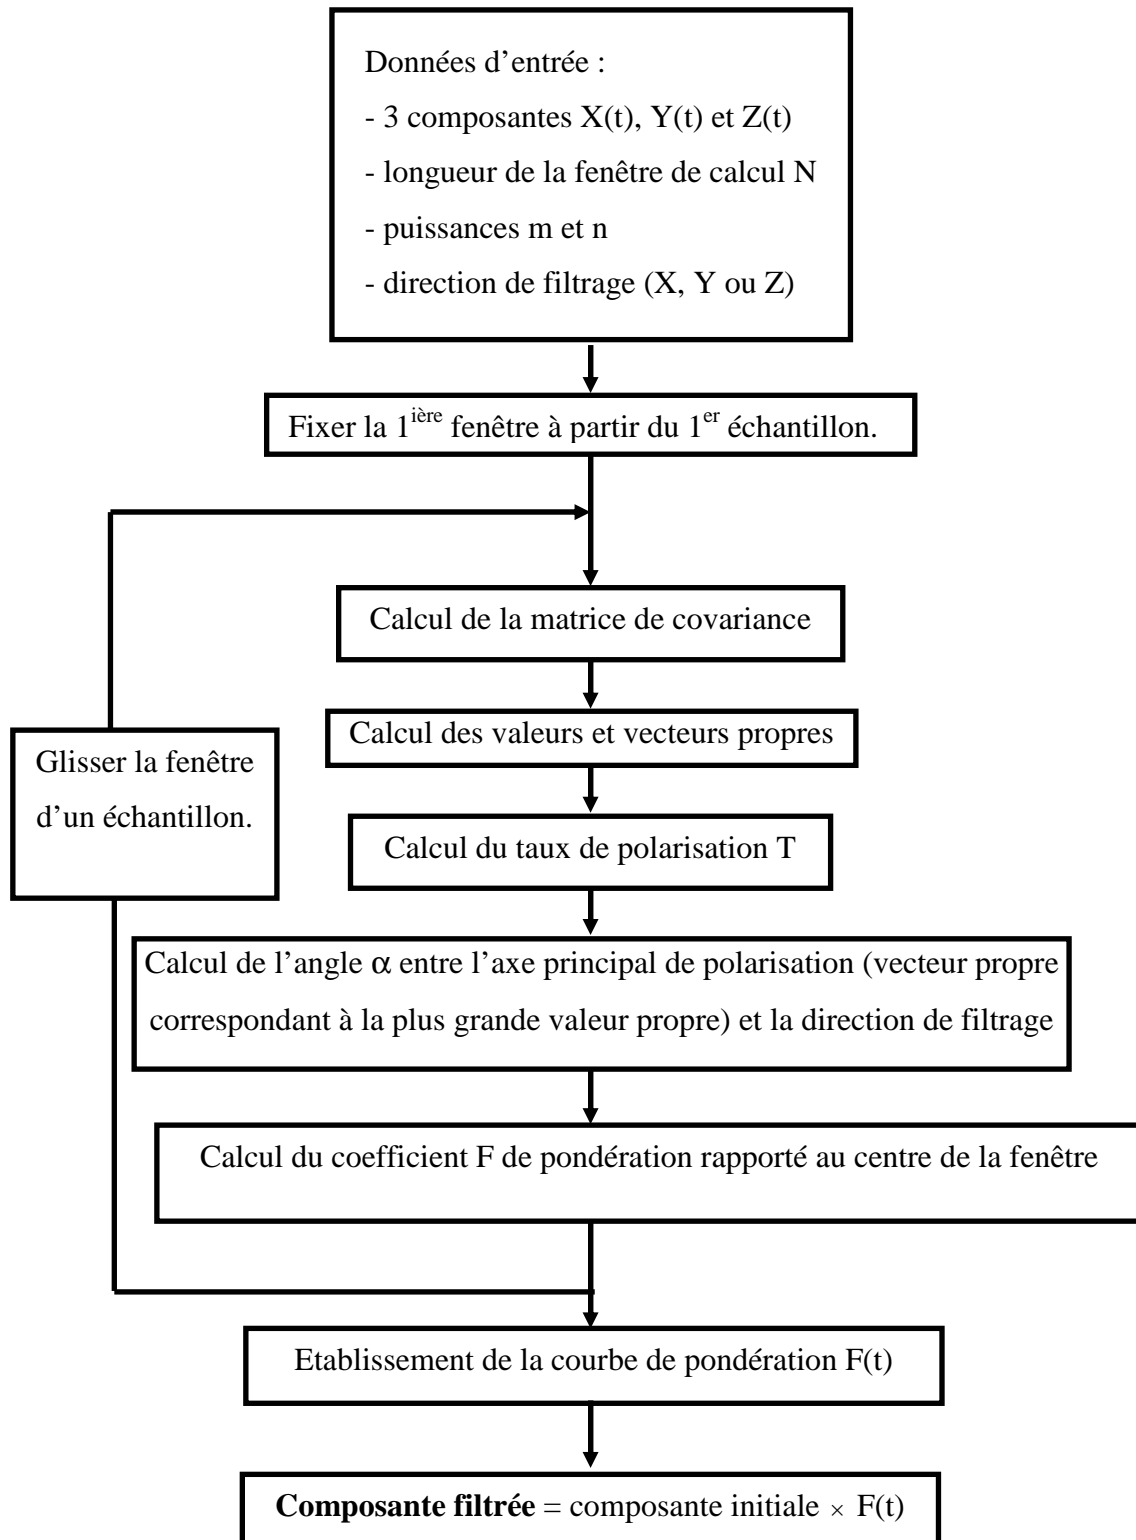 Données d’entrée :
- 3 composantes X(t), Y(t) et Z(t)
- longueur de la fenêtre de calcul N
- puissances m et n
- direction de filtrage (X, Y ou Z)
Fixer la 1ière fenêtre à partir du 1er échantillon.
Calcul de la matrice de covariance
Calcul des valeurs et vecteurs propres
Glisser la fenêtre
d’un échantillon.
Calcul du taux de polarisation T
Calcul de l’angle α entre l’axe principal de polarisation (vecteur propre
correspondant à la plus grande valeur propre) et la direction de filtrage
Calcul du coefficient F de pondération rapporté au centre de la fenêtre
Etablissement de la courbe de pondération F(t)
Composante filtrée = composante initiale × F(t)